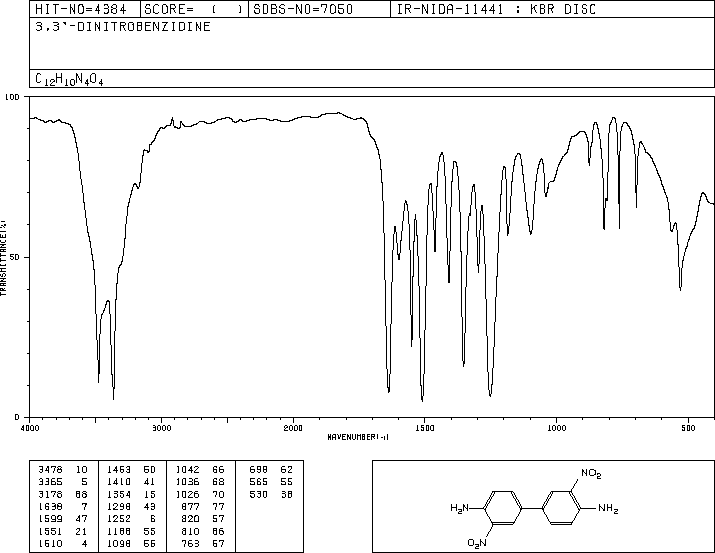 HIT-NO=4384 SCORE= ( ) SDBS-NO=7050 IR-NIDA-11441 : KBR DISC
3,3'-DINITROBENZIDINE
C12H10N4O4
100
50
0
TRANSMITTANCE(%)
4000 3000 2000 1500 1000 500
WAVENUMBER(-1)
3478 10 1463 50 1042 66 698 62
3365 5 1410 41 1036 68 565 55
3178 68 1354 15 1026 70 530 38
1638 7 1298 43 877 77
1599 47 1252 6 820 57
1551 21 1188 55 810 66
1510 4 1098 55 763 57
NO2
H2N
NH2
O2N